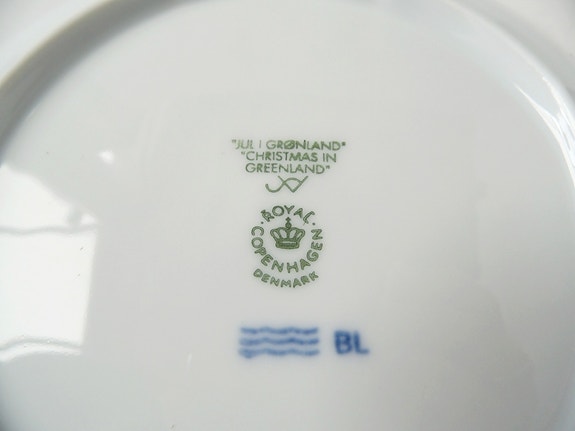 "JUL I GRØNLAND"
"CHRISTMAS IN
GREENLAND"
ROYAL
COPENHAGEN
DENMARK
BL